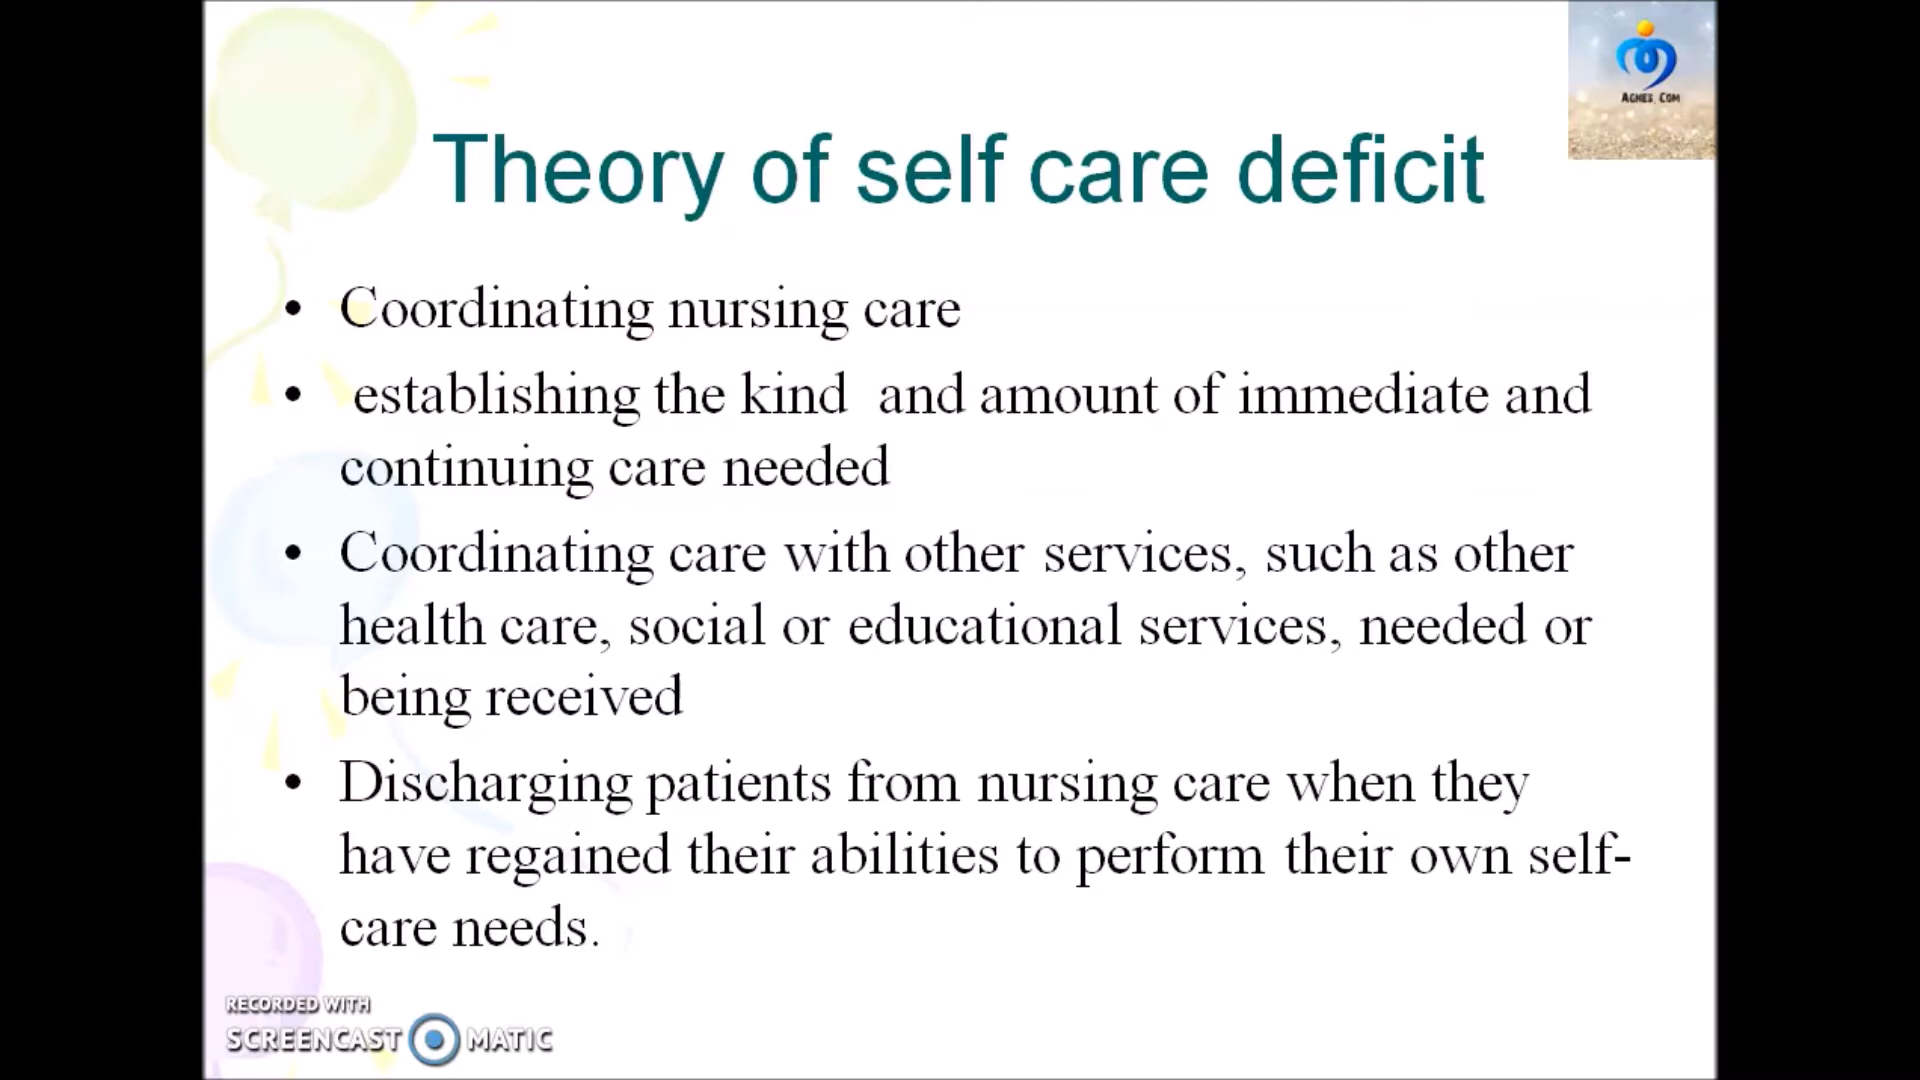 AGNES. COM
Theory of self care deficit
• Coordinating nursing care
• establishing the kind and amount of immediate and
continuing care needed
• Coordinating care with other services, such as other
health care, social or educational services, needed or
being received
• Discharging patients from nursing care when they
have regained their abilities to perform their own self-
care needs.
RECORDED WITH
SCREENCAST MATIC